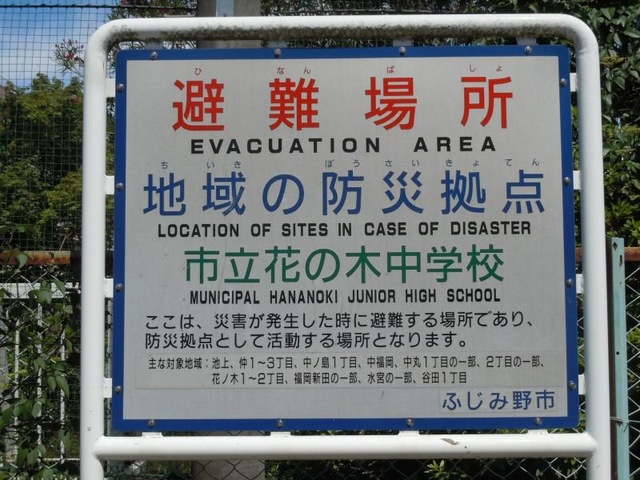 ひ なん ば しょ
避難場所
EVACUATION AREA
ちいき ぼうさいきょてん
地域の防災拠点
LOCATION OF SITES IN CASE OF DISASTER
市立花の木中学校
MUNICIPAL HANANOKI JUNIOR HIGH SCHOOL
ここは、災害が発生した時に避難する場所であり、
防災拠点として活動する場所となります。
主な対象地域：池上、仲1～3丁目、中ノ島1丁目、中福岡、中丸1丁目の一部、2丁目の一部、
花ノ木1～2丁目、福岡新田の一部、水宮の一部、谷田1丁目
ふじみ野市